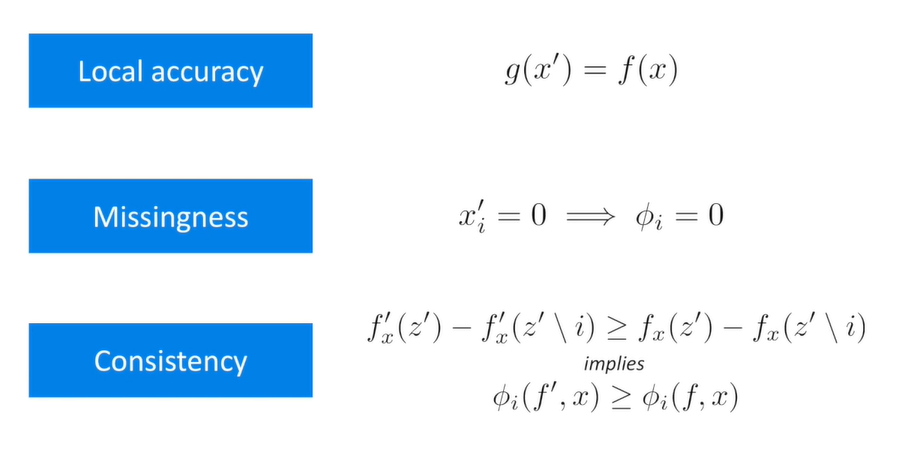 Local accuracy
g(x′) = f(x)
Missingness
x′ᵢ = 0 ⟹ ϕᵢ = 0
Consistency
f′ₓ(z′) − f′ₓ(z′ \ i) ≥ fₓ(z′) − fₓ(z′ \ i)
implies
ϕᵢ(f′, x) ≥ ϕᵢ(f, x)